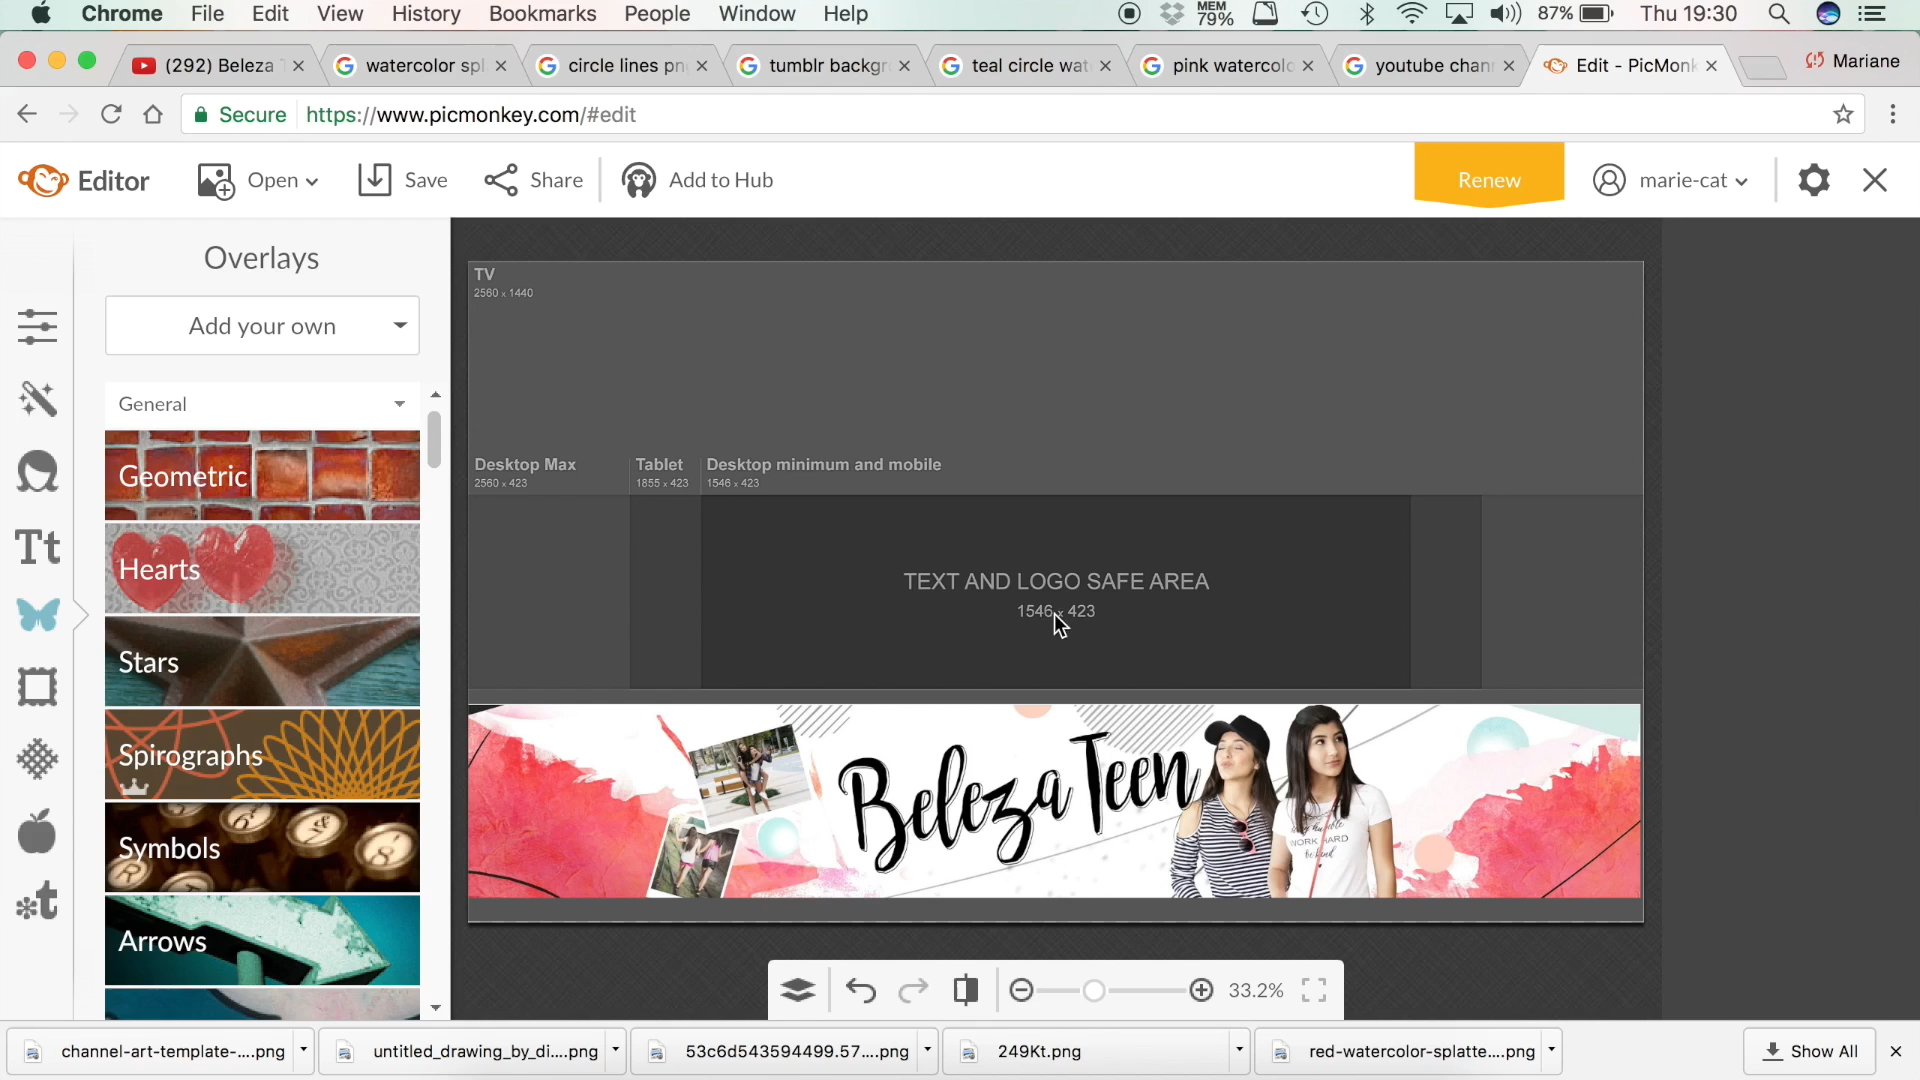 Chrome File Edit View History Bookmarks People Window Help MEM 79% 87% Thu 19:30
(292) Beleza
watercolor spl
circle lines pn
tumblr backgr
teal circle wat
pink watercolo
youtube chan
Edit - PicMonk
Mariane
Secure https://www.picmonkey.com/#edit
Editor Open Save Share Add to Hub Renew marie-cat
Overlays
Add your own
General
Geometric
Hearts
Stars
Spirographs
Symbols
Arrows
Tt
t
TV
2560 x 1440
Desktop Max
2560 x 423
Tablet
1855 x 423
Desktop minimum and mobile
1546 x 423
TEXT AND LOGO SAFE AREA
1546 x 423
Beleza Teen
WORK HARD
be kind
33.2%
channel-art-template-....png
untitled_drawing_by_di....png
53c6d543594499.57....png
249Kt.png
red-watercolor-splatte....png
Show All